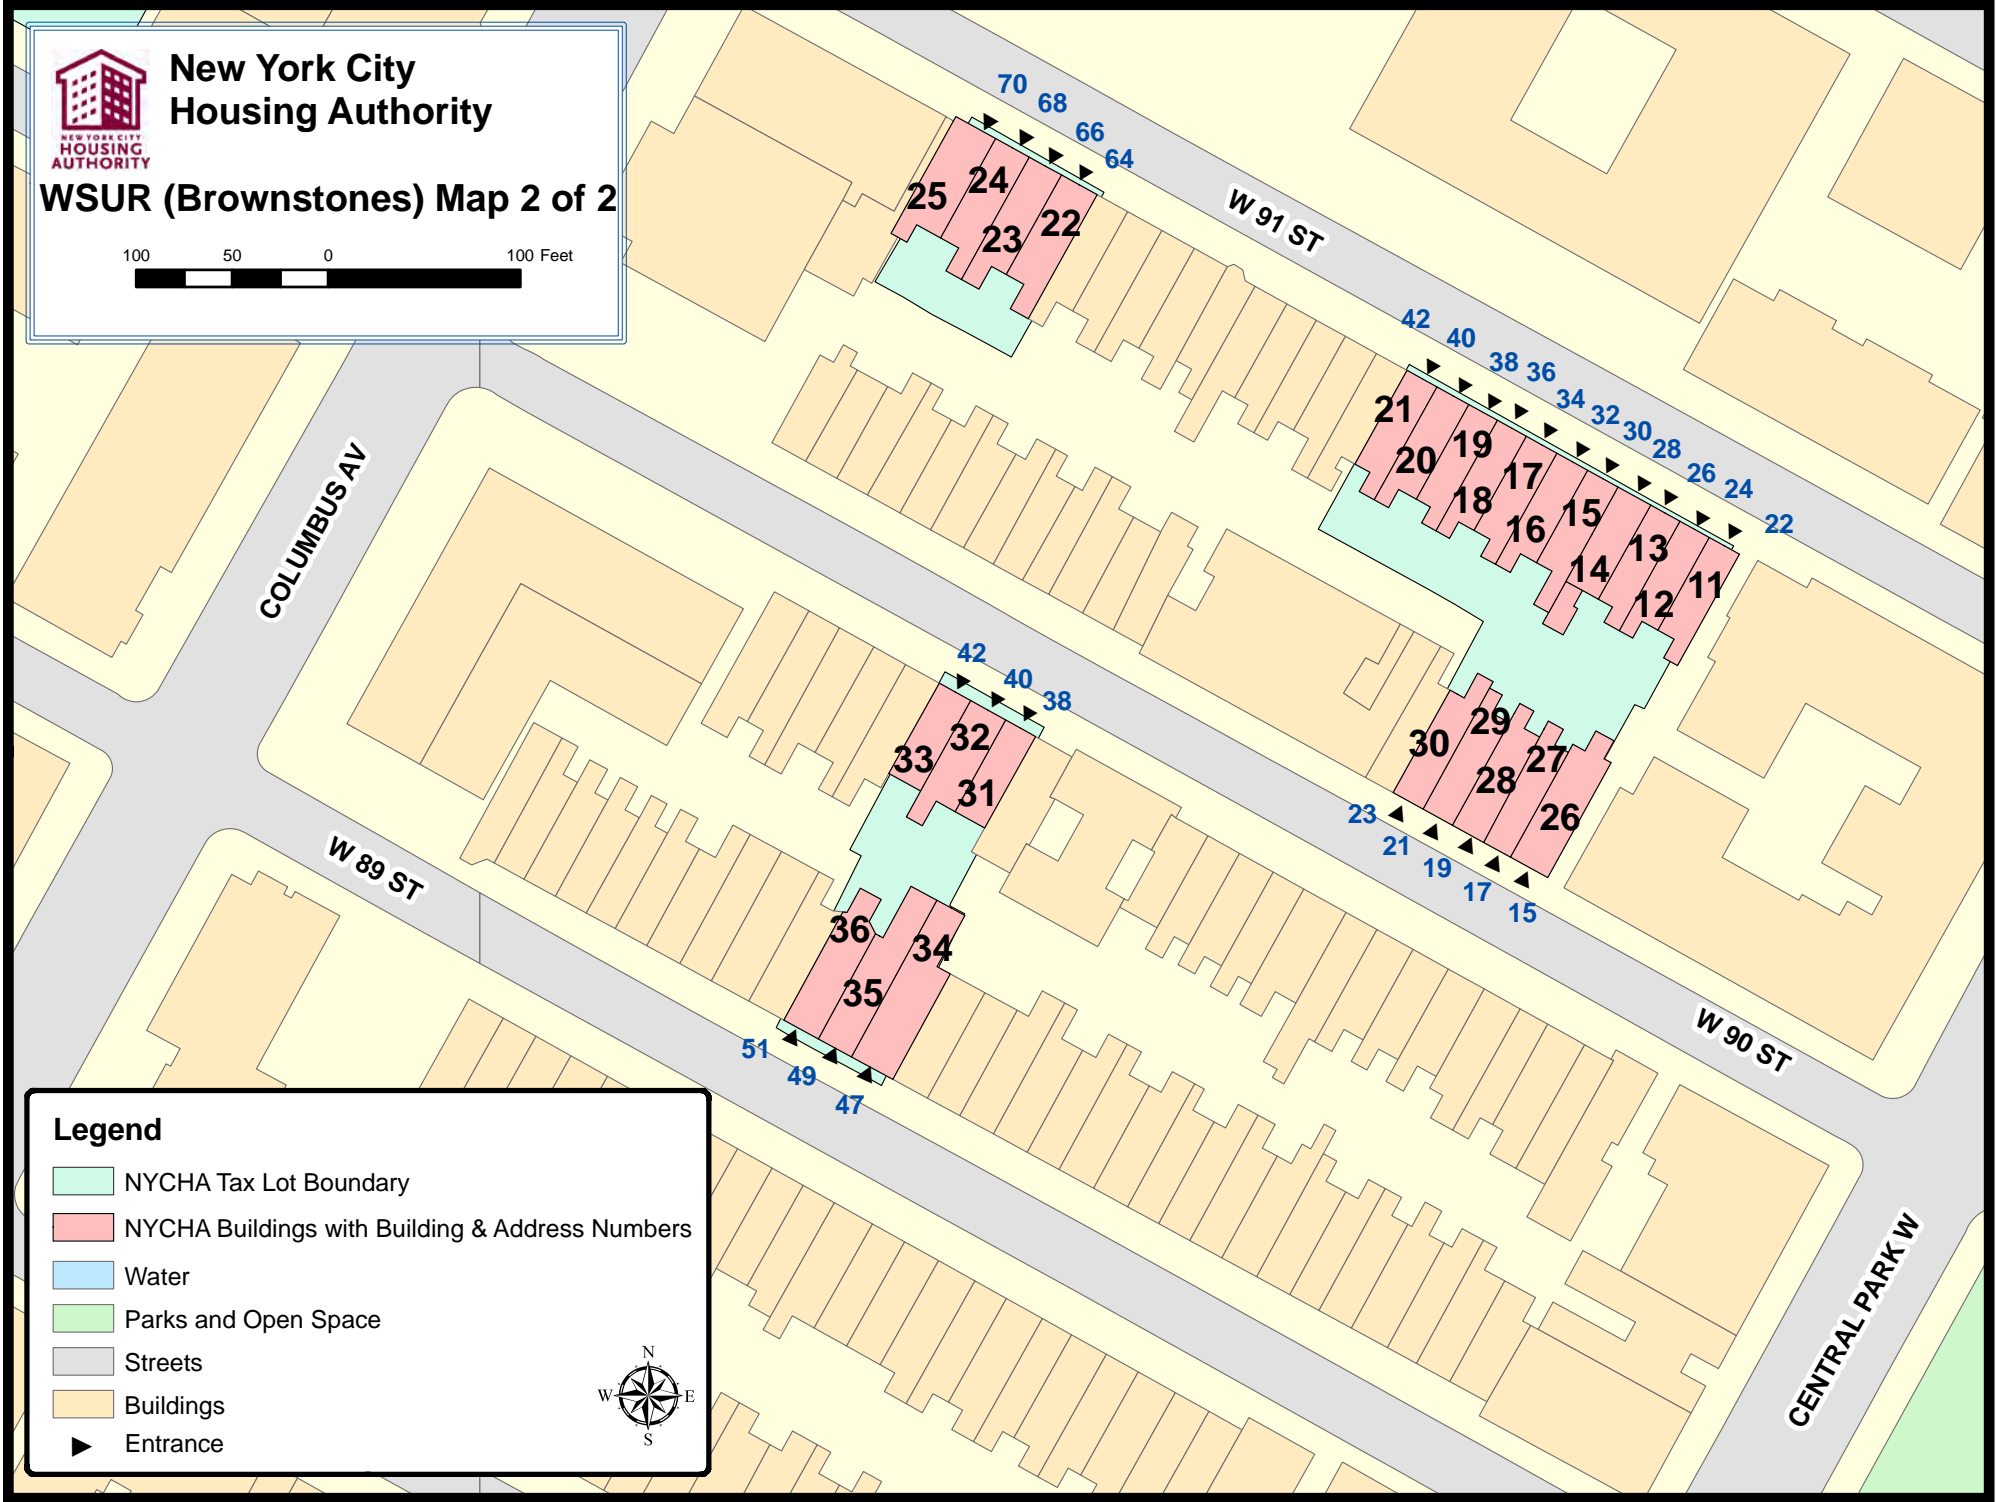 New York City
Housing Authority
NEW YORK CITY
HOUSING
AUTHORITY
WSUR (Brownstones) Map 2 of 2
100 50 0 100 Feet
70
68
66
64
25
24
23
22
W 91 ST
42
40
38
36
34
32
30
28
26
24
22
21
20
19
18
17
16
15
14
13
12
11
COLUMBUS AV
42
40
38
33
32
31
30
29
28
27
26
23
21
19
17
15
W 89 ST
36
35
34
51
49
47
W 90 ST
CENTRAL PARK W
Legend
NYCHA Tax Lot Boundary
NYCHA Buildings with Building & Address Numbers
Water
Parks and Open Space
Streets
Buildings
Entrance
N
W E
S